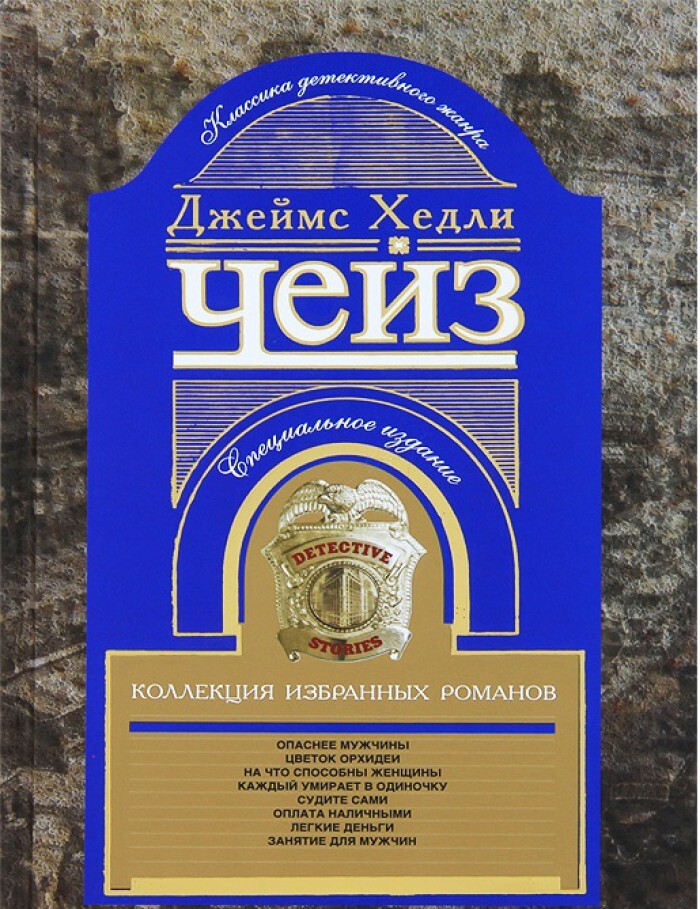 Классика детективного жанра
Джеймс Хедли
Чейз
Специальное издание
DETECTIVE
STORIES
КОЛЛЕКЦИЯ ИЗБРАННЫХ РОМАНОВ
ОПАСНЕЕ МУЖЧИНЫ
ЦВЕТОК ОРХИДЕИ
НА ЧТО СПОСОБНЫ ЖЕНЩИНЫ
КАЖДЫЙ УМИРАЕТ В ОДИНОЧКУ
СУДИТЕ САМИ
ОПЛАТА НАЛИЧНЫМИ
ЛЕГКИЕ ДЕНЬГИ
ЗАНЯТИЕ ДЛЯ МУЖЧИН